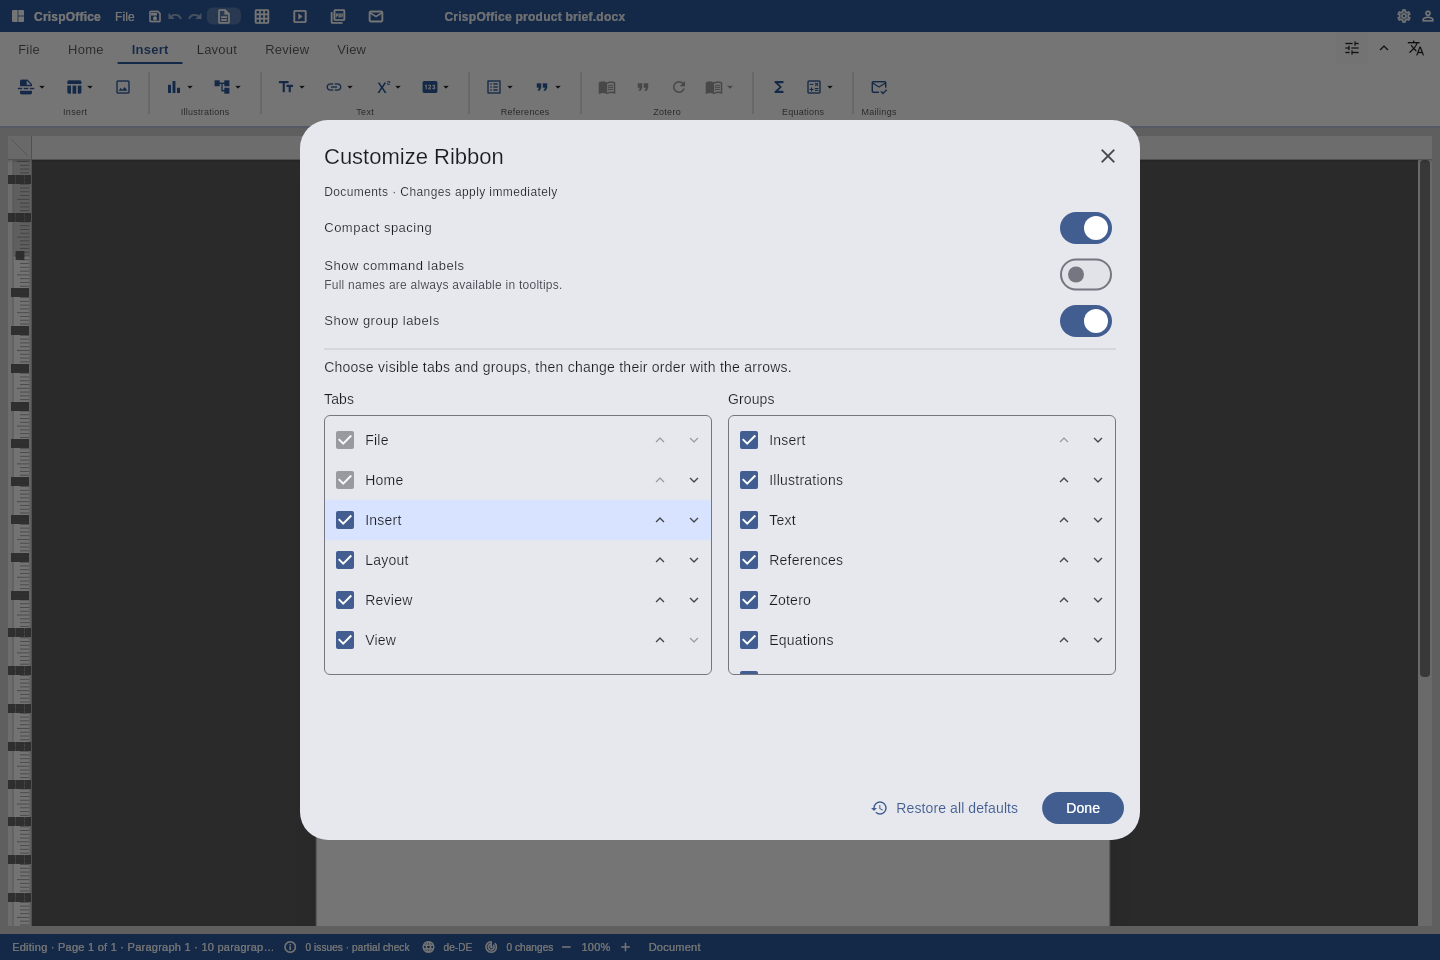 CrispOffice File CrispOffice product brief.docx
File Home Insert Layout Review View
Insert Illustrations Text References Zotero Equations Mailings
Customize Ribbon
Documents · Changes apply immediately
Compact spacing
Show command labels
Full names are always available in tooltips.
Show group labels
Choose visible tabs and groups, then change their order with the arrows.
Tabs Groups
File Insert
Home Illustrations
Insert Text
Layout References
Review Zotero
View Equations
Restore all defaults Done
Editing · Page 1 of 1 · Paragraph 1 · 10 paragrap… 0 issues · partial check de-DE 0 changes 100% Document